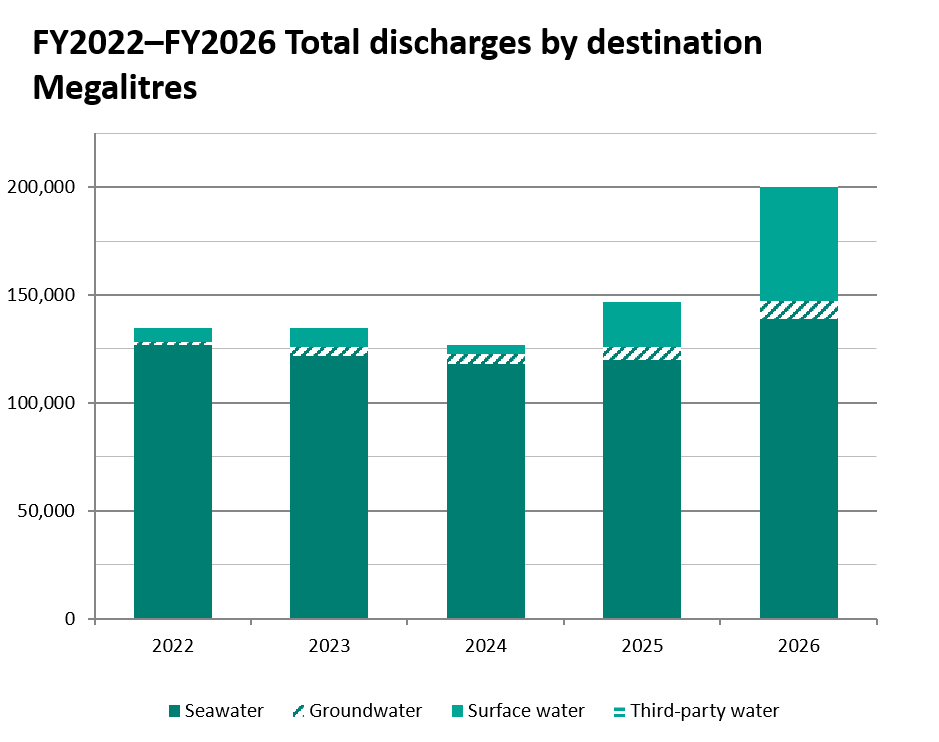 FY2022–FY2026 Total discharges by destination
Megalitres
200,000
150,000
100,000
50,000
0
2022 2023 2024 2025 2026
Seawater Groundwater Surface water Third-party water